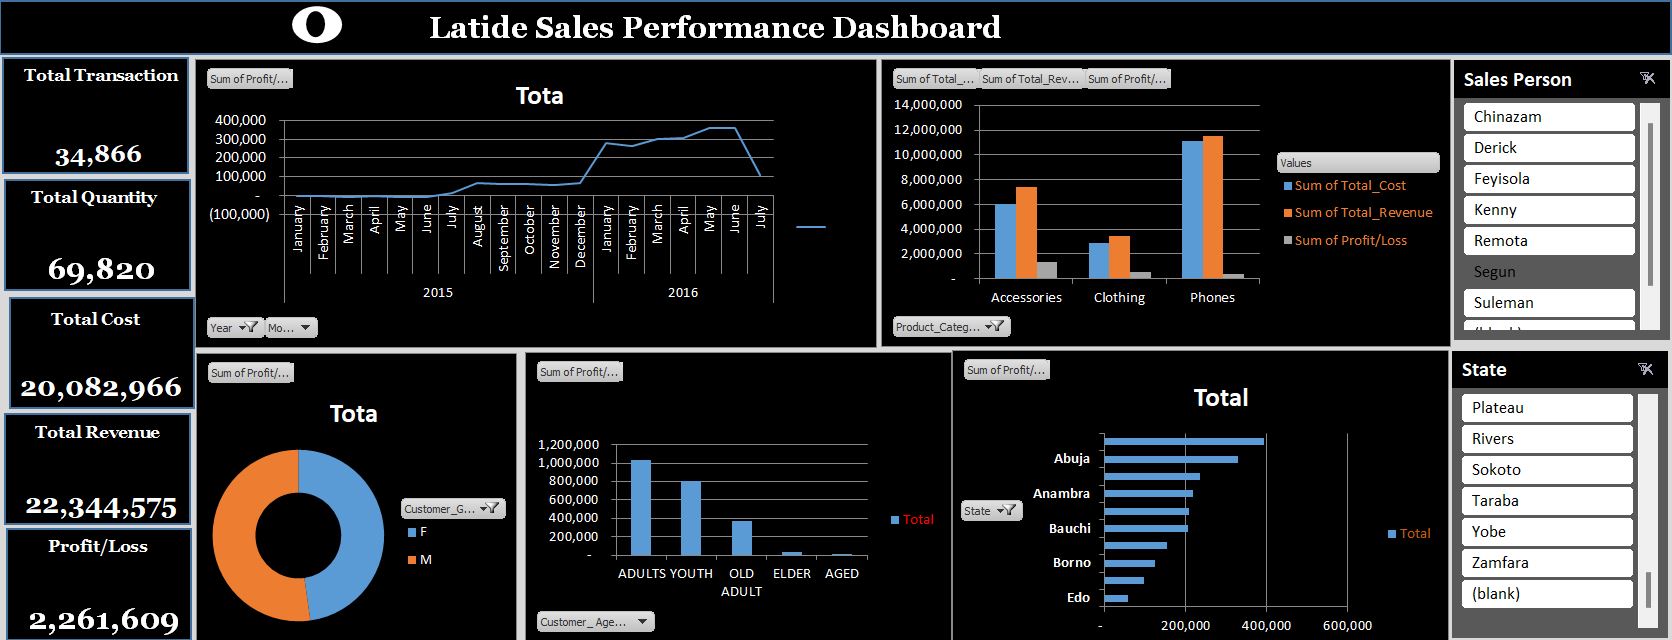 Latide Sales Performance Dashboard
Total Transaction
34,866
Total Quantity
69,820
Total Cost
20,082,966
Total Revenue
22,344,575
Profit/Loss
2,261,609
Sum of Profit/...
Tota
400,000
300,000
200,000
100,000
-
(100,000)
January
February
March
April
May
June
July
August
September
October
November
December
January
February
March
April
May
June
July
2015
2016
Year
Mo...
Sum of Total_... Sum of Total_Rev... Sum of Profit/...
14,000,000
12,000,000
10,000,000
8,000,000
6,000,000
4,000,000
2,000,000
-
Accessories Clothing Phones
Values
Sum of Total_Cost
Sum of Total_Revenue
Sum of Profit/Loss
Product_Categ...
Sales Person
Chinazam
Derick
Feyisola
Kenny
Remota
Segun
Suleman
Sum of Profit/...
Tota
Customer_G...
F
M
Sum of Profit/...
1,200,000
1,000,000
800,000
600,000
400,000
200,000
-
ADULTS YOUTH OLD ADULT ELDER AGED
Total
Customer_ Age...
Sum of Profit/...
Total
State
Abuja
Anambra
Bauchi
Borno
Edo
- 200,000 400,000 600,000
Total
State
Plateau
Rivers
Sokoto
Taraba
Yobe
Zamfara
(blank)